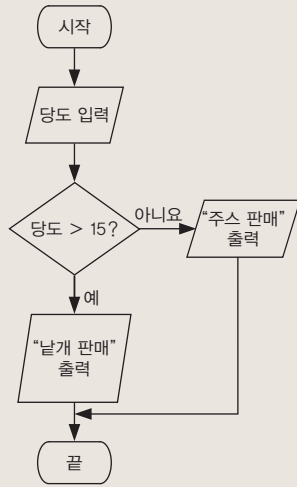 시작
당도 입력
당도 > 15?
아니요
"주스 판매"
출력
예
"낱개 판매"
출력
끝